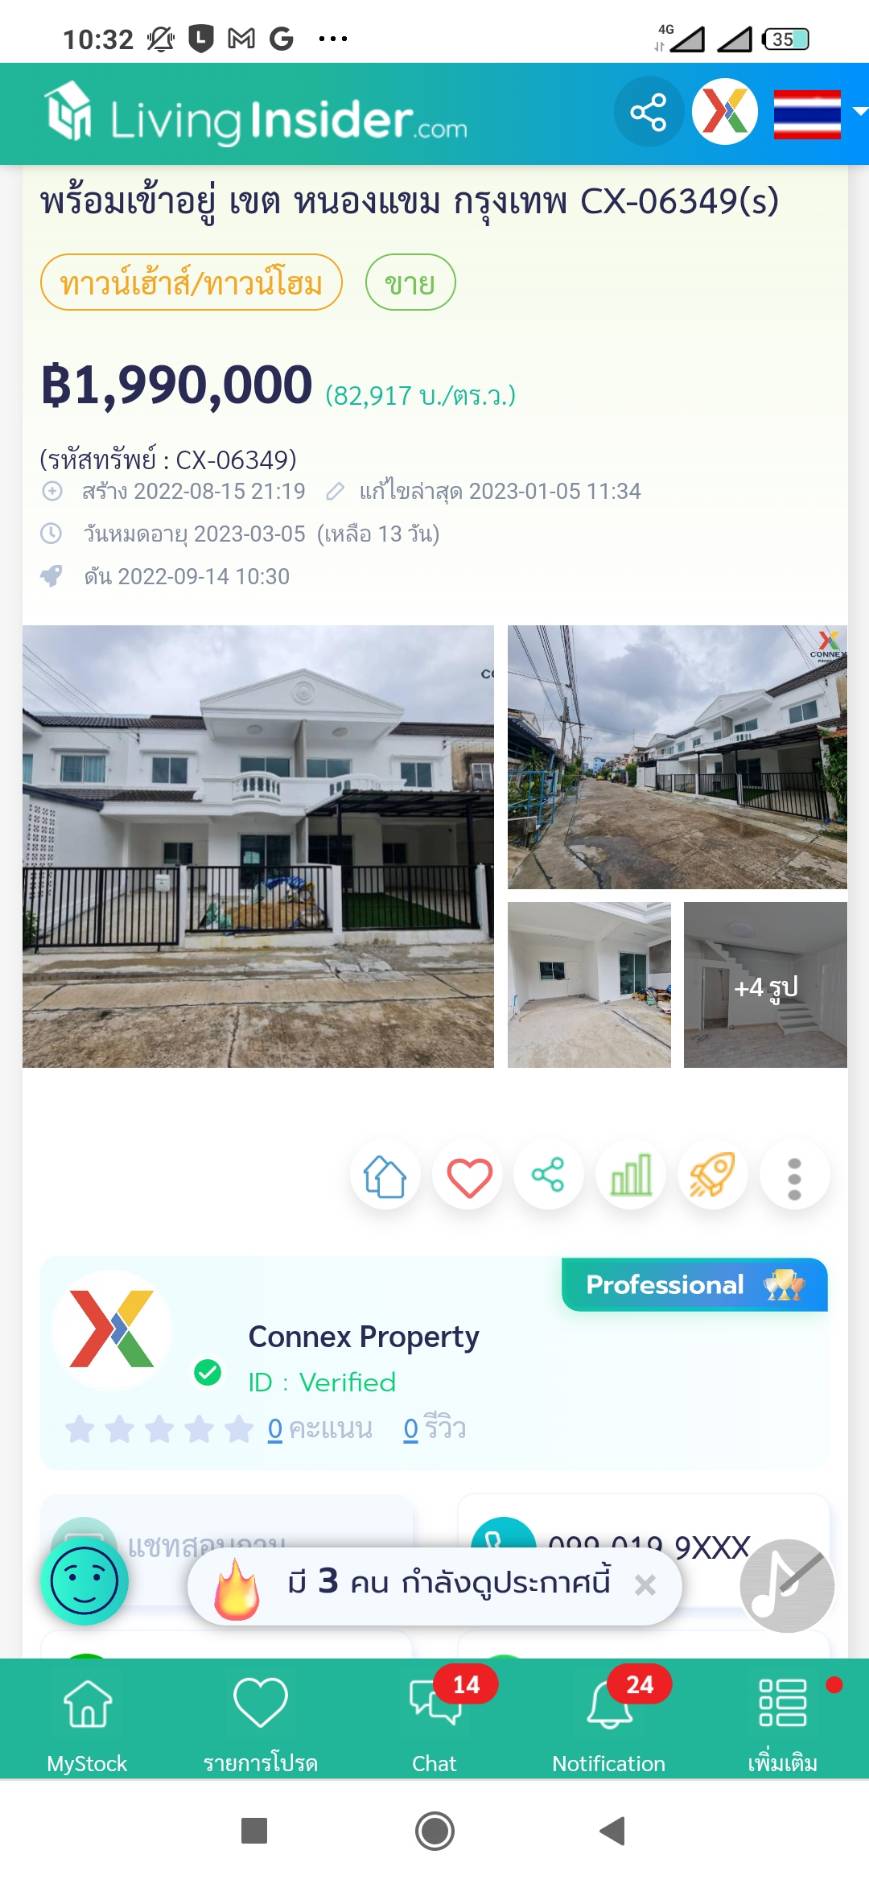 10:32
4G
35
LivingInsider.com
พร้อมเข้าอยู่ เขต หนองแขม กรุงเทพ CX-06349(s)
ทาวน์เฮ้าส์/ทาวน์โฮม
ขาย
฿1,990,000 (82,917 บ./ตร.ว.)
(รหัสทรัพย์ : CX-06349)
สร้าง 2022-08-15 21:19 แก้ไขล่าสุด 2023-01-05 11:34
วันหมดอายุ 2023-03-05 (เหลือ 13 วัน)
ดัน 2022-09-14 10:30
CONNEX
+4 รูป
Professional
Connex Property
ID : Verified
0 คะแนน 0 รีวิว
แชทสอบถาม
099 019 9XXX
มี 3 คน กำลังดูประกาศนี้
14
24
MyStock
รายการโปรด
Chat
Notification
เพิ่มเติม